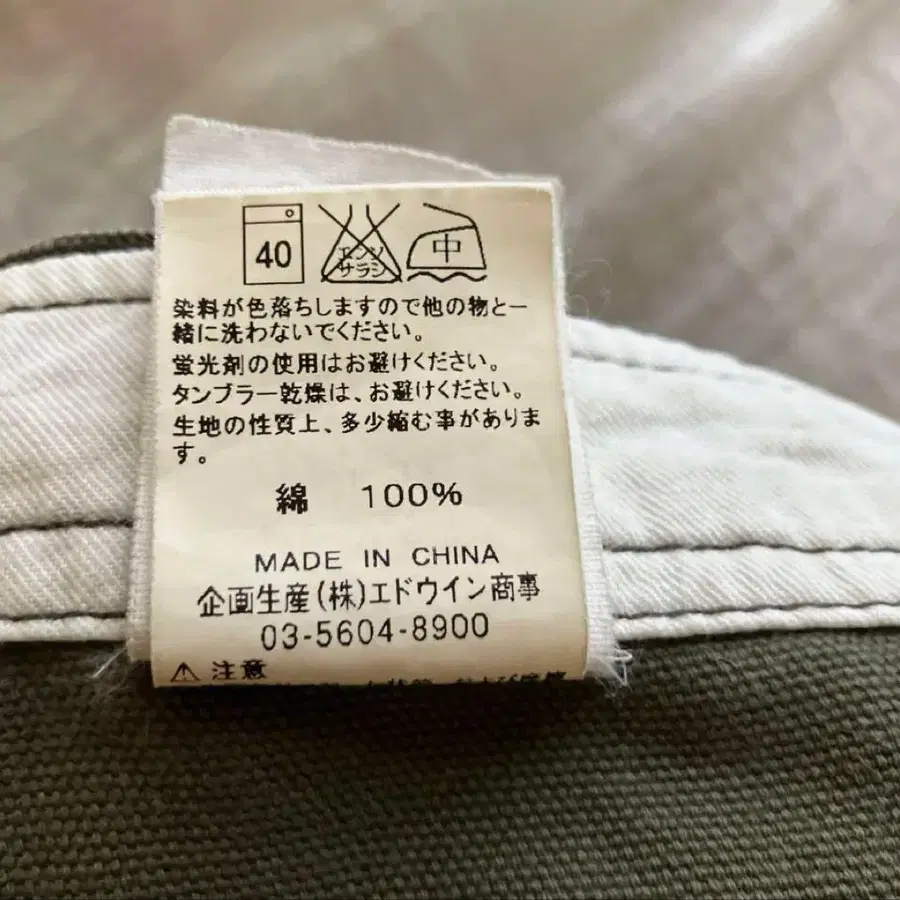 40
エンソ
サラシ
中
染料が色落ちしますので他の物と一
緒に洗わないでください。
蛍光剤の使用はお避けください。
タンブラー乾燥は、お避けください。
生地の性質上、多少縮む事がありま
す。
綿 100%
MADE IN CHINA
企画生産(株)エドウイン商事
03-5604-8900
⚠注意